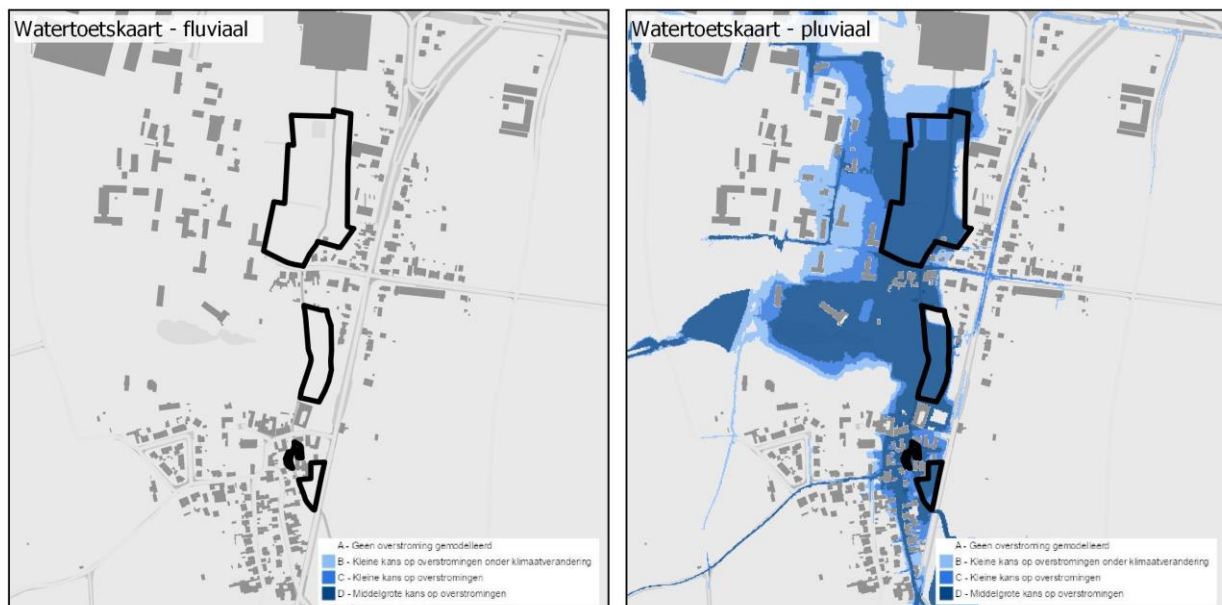 Watertoetskaart - fluviaal
A - Geen overstroming gemodelleerd
B - Kleine kans op overstromingen onder klimaatverandering
C - Kleine kans op overstromingen
D - Middelgrote kans op overstromingen
Watertoetskaart - pluviaal
A - Geen overstroming gemodelleerd
B - Kleine kans op overstromingen onder klimaatverandering
C - Kleine kans op overstromingen
D - Middelgrote kans op overstromingen